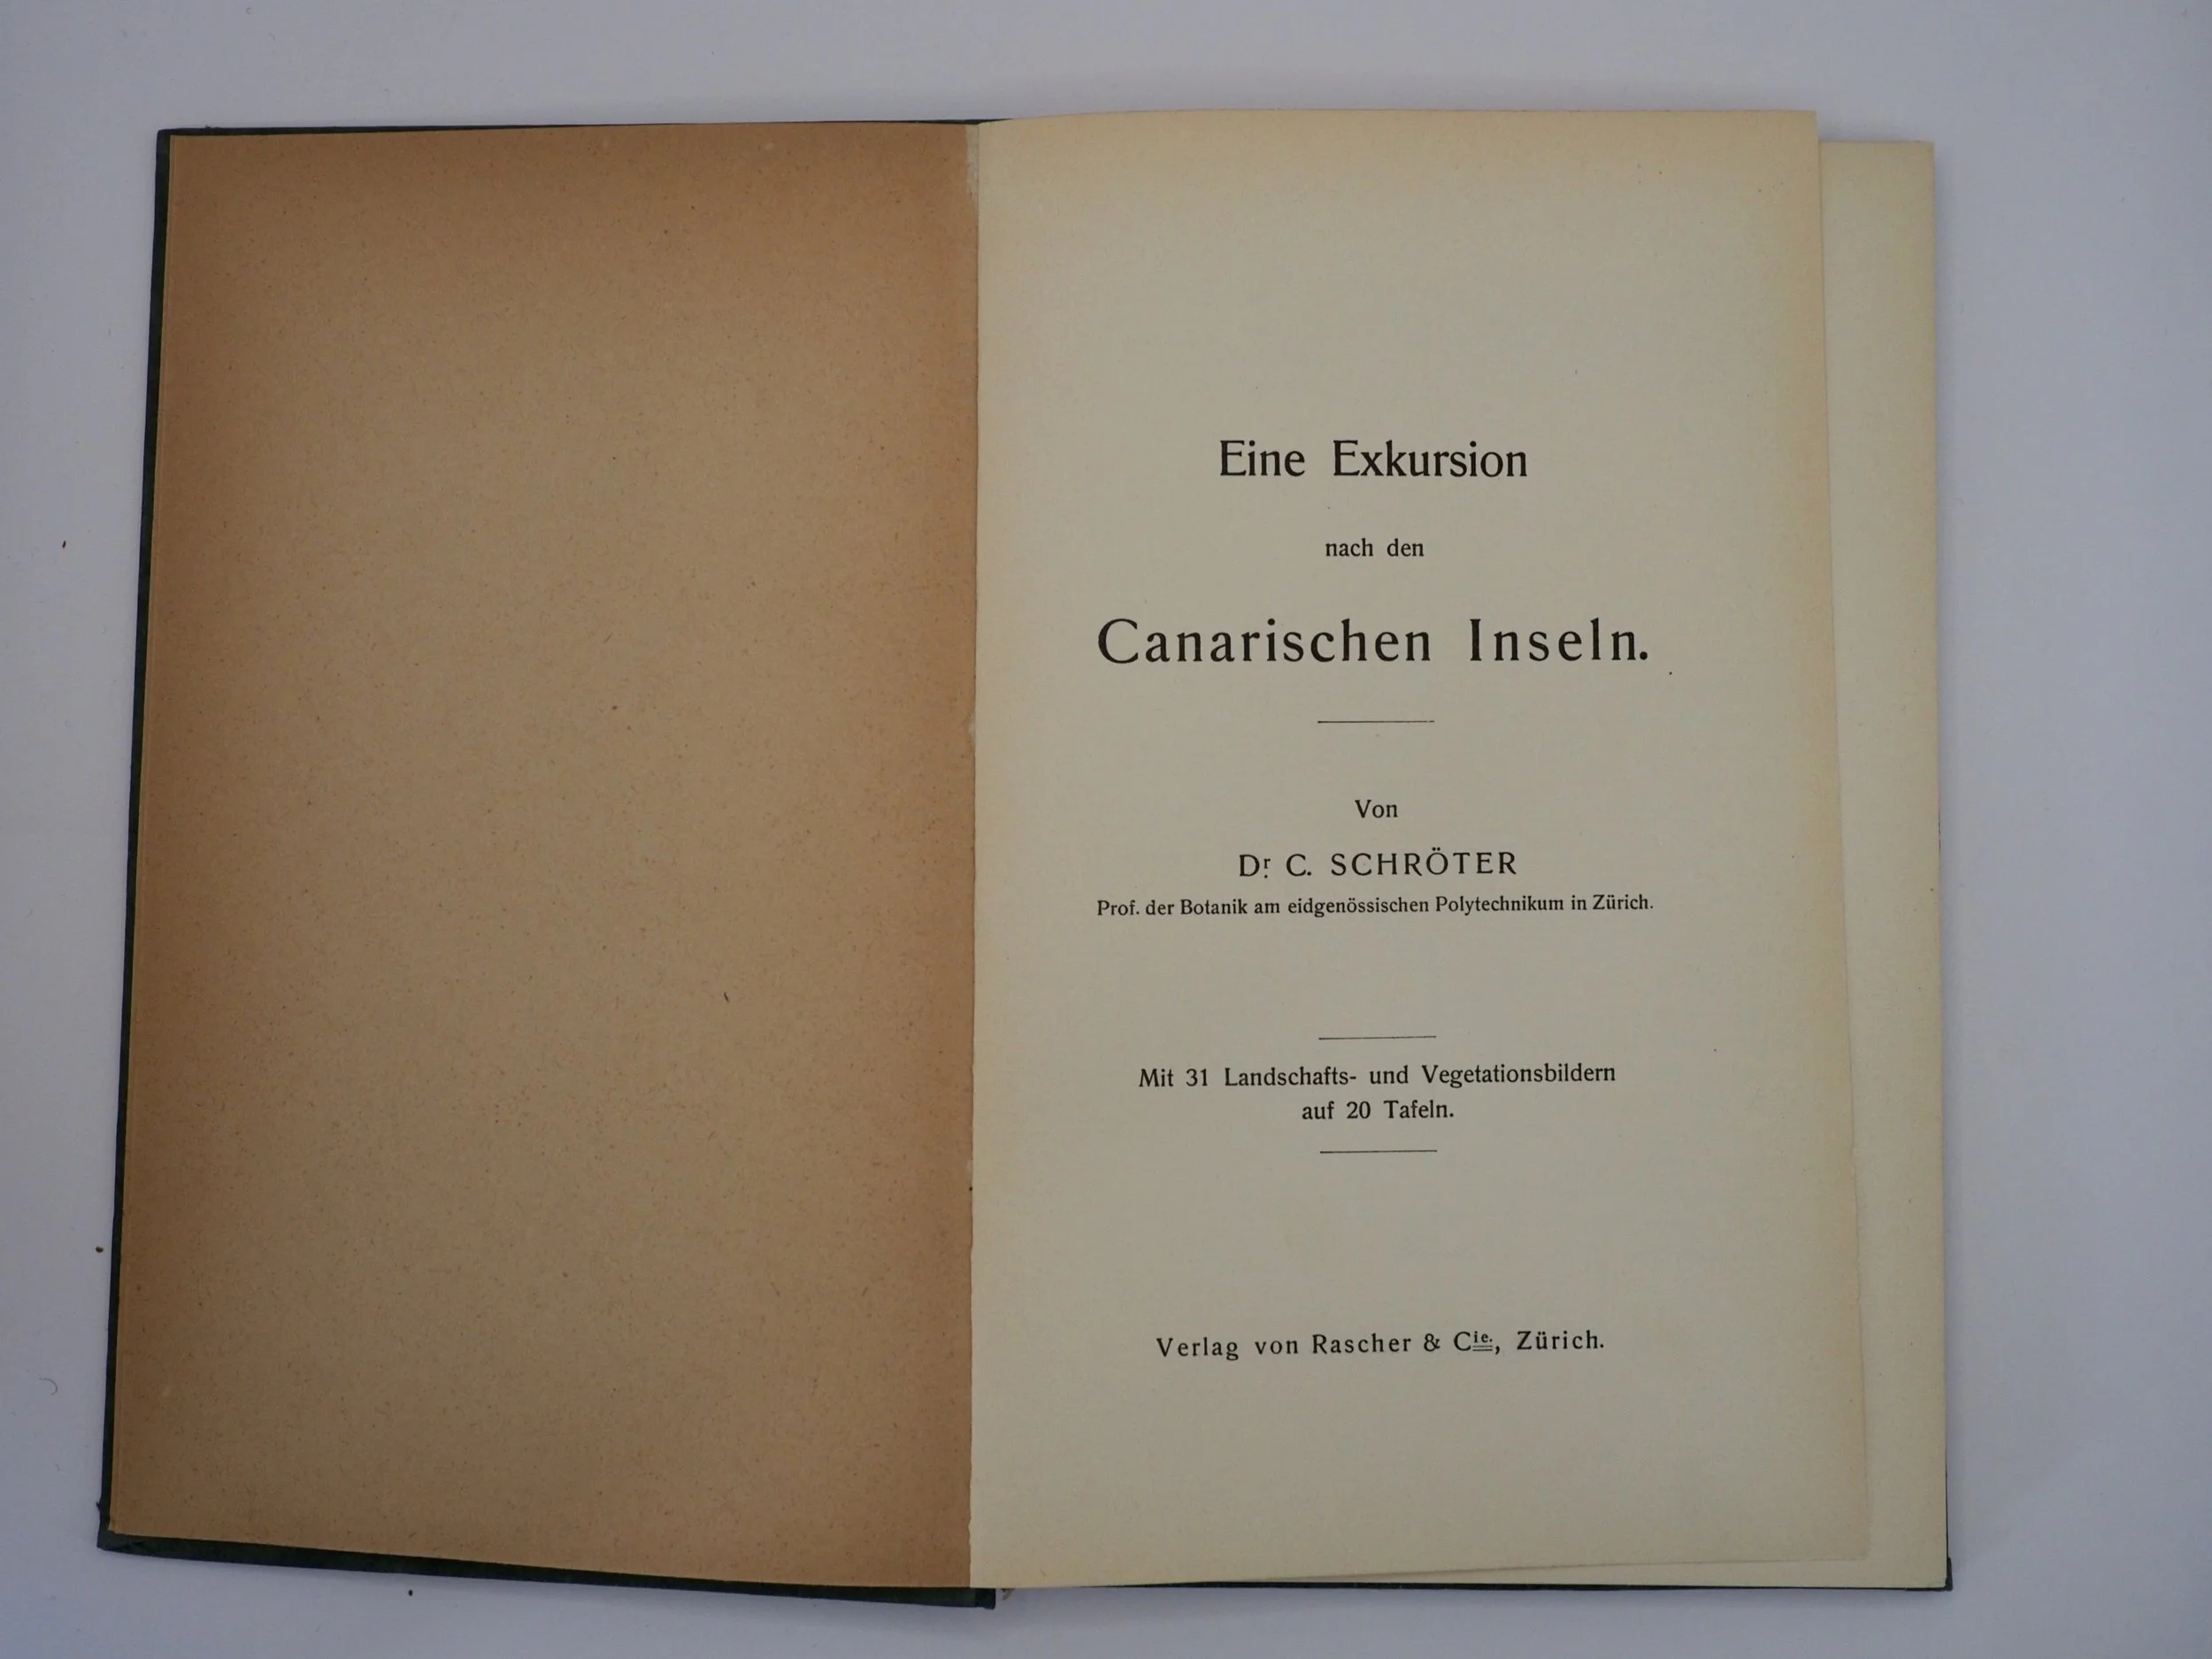 Eine Exkursion
nach den
Canarischen Inseln.
Von
Dr. C. SCHRÖTER
Prof. der Botanik am eidgenössischen Polytechnikum in Zürich.
Mit 31 Landschafts- und Vegetationsbildern
auf 20 Tafeln.
Verlag von Rascher & Cie., Zürich.